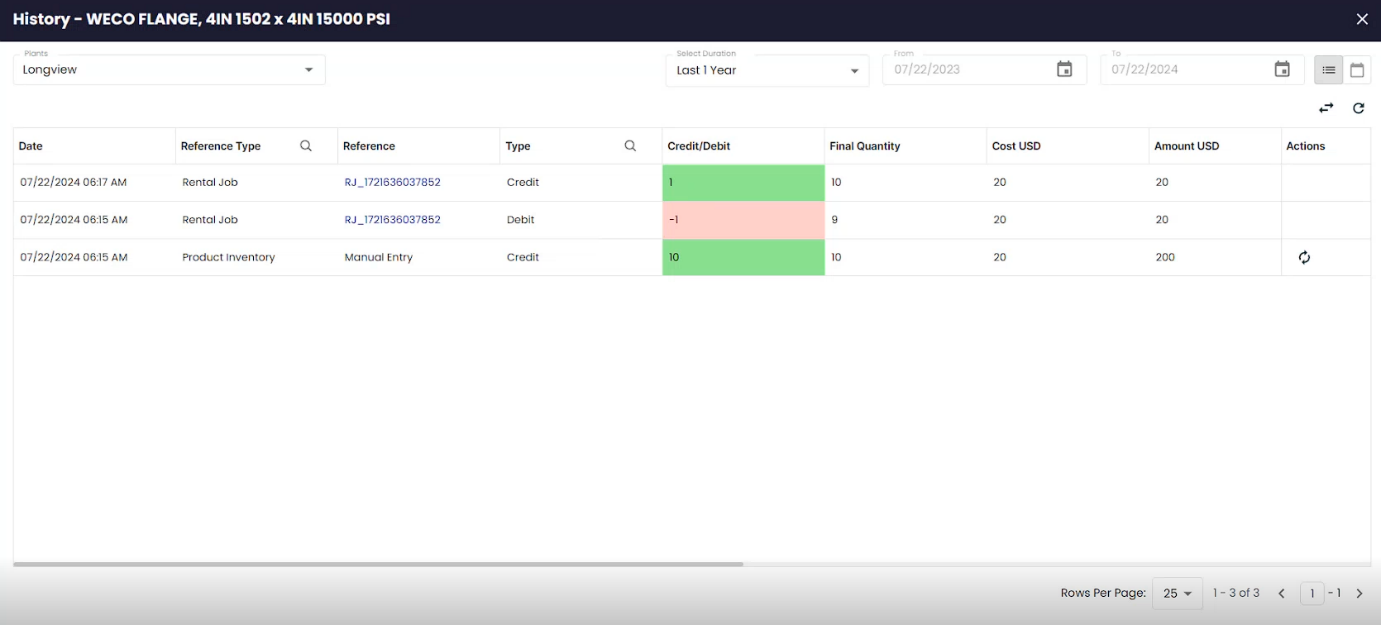 History - WECO FLANGE, 4IN 1502 x 4IN 15000 PSI
Plants
Longview
Select Duration
Last 1 Year
From
07/22/2023
To
07/22/2024
Date Reference Type Reference Type Credit/Debit Final Quantity Cost USD Amount USD Actions
07/22/2024 06:17 AM Rental Job RJ_1721636037852 Credit 1 10 20 20
07/22/2024 06:15 AM Rental Job RJ_1721636037852 Debit -1 9 20 20
07/22/2024 06:15 AM Product Inventory Manual Entry Credit 10 10 20 200
Rows Per Page: 25 1 - 3 of 3 1 - 1